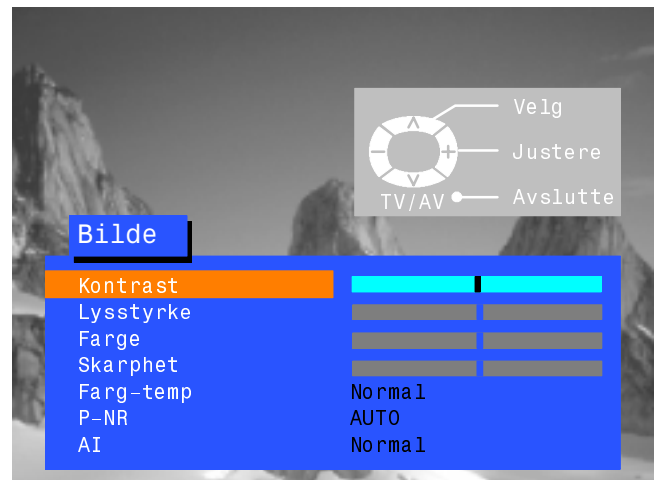 Velg
Justere
TV/AV Avslutte
Bilde
Kontrast
Lysstyrke
Farge
Skarphet
Farg-temp Normal
P-NR AUTO
AI Normal